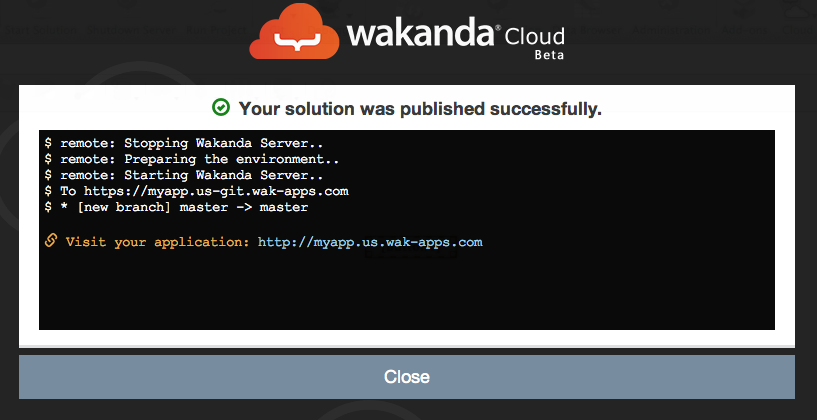 wakanda® Cloud
Beta
Your solution was published successfully.
$ remote: Stopping Wakanda Server..
$ remote: Preparing the environment..
$ remote: Starting Wakanda Server..
$ To https://myapp.us-git.wak-apps.com
$ * [new branch] master -> master
Visit your application: http://myapp.us.wak-apps.com
Close